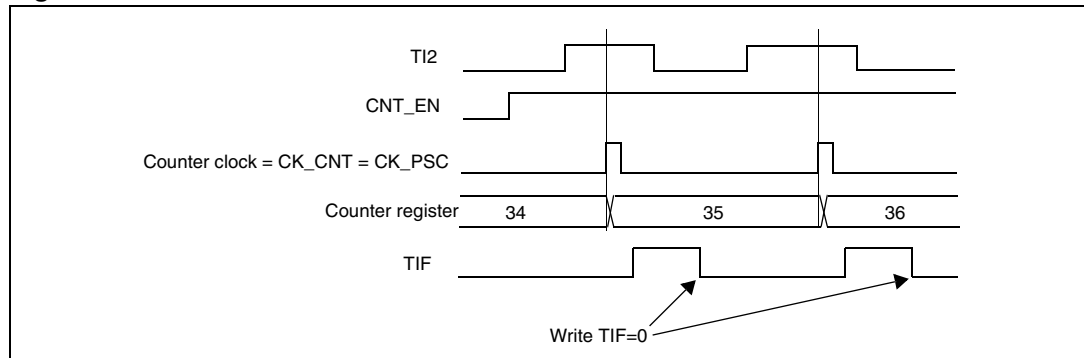 TI2
CNT_EN
Counter clock = CK_CNT = CK_PSC
Counter register 34 35 36
TIF
Write TIF=0